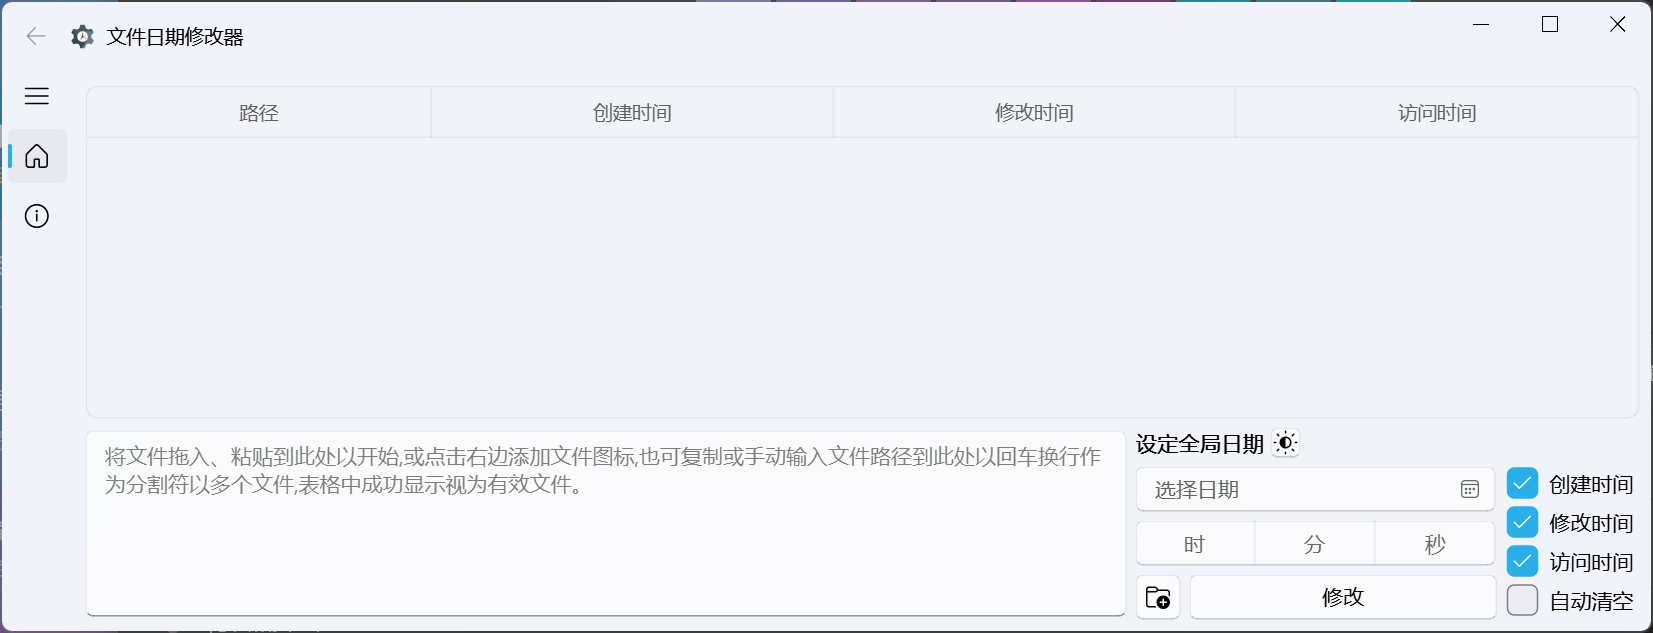 文件日期修改器
路径 创建时间 修改时间 访问时间
将文件拖入、粘贴到此处以开始,或点击右边添加文件图标,也可复制或手动输入文件路径到此处以回车换行作
为分割符以多个文件,表格中成功显示视为有效文件。
设定全局日期
选择日期
时 分 秒
修改
创建时间
修改时间
访问时间
自动清空